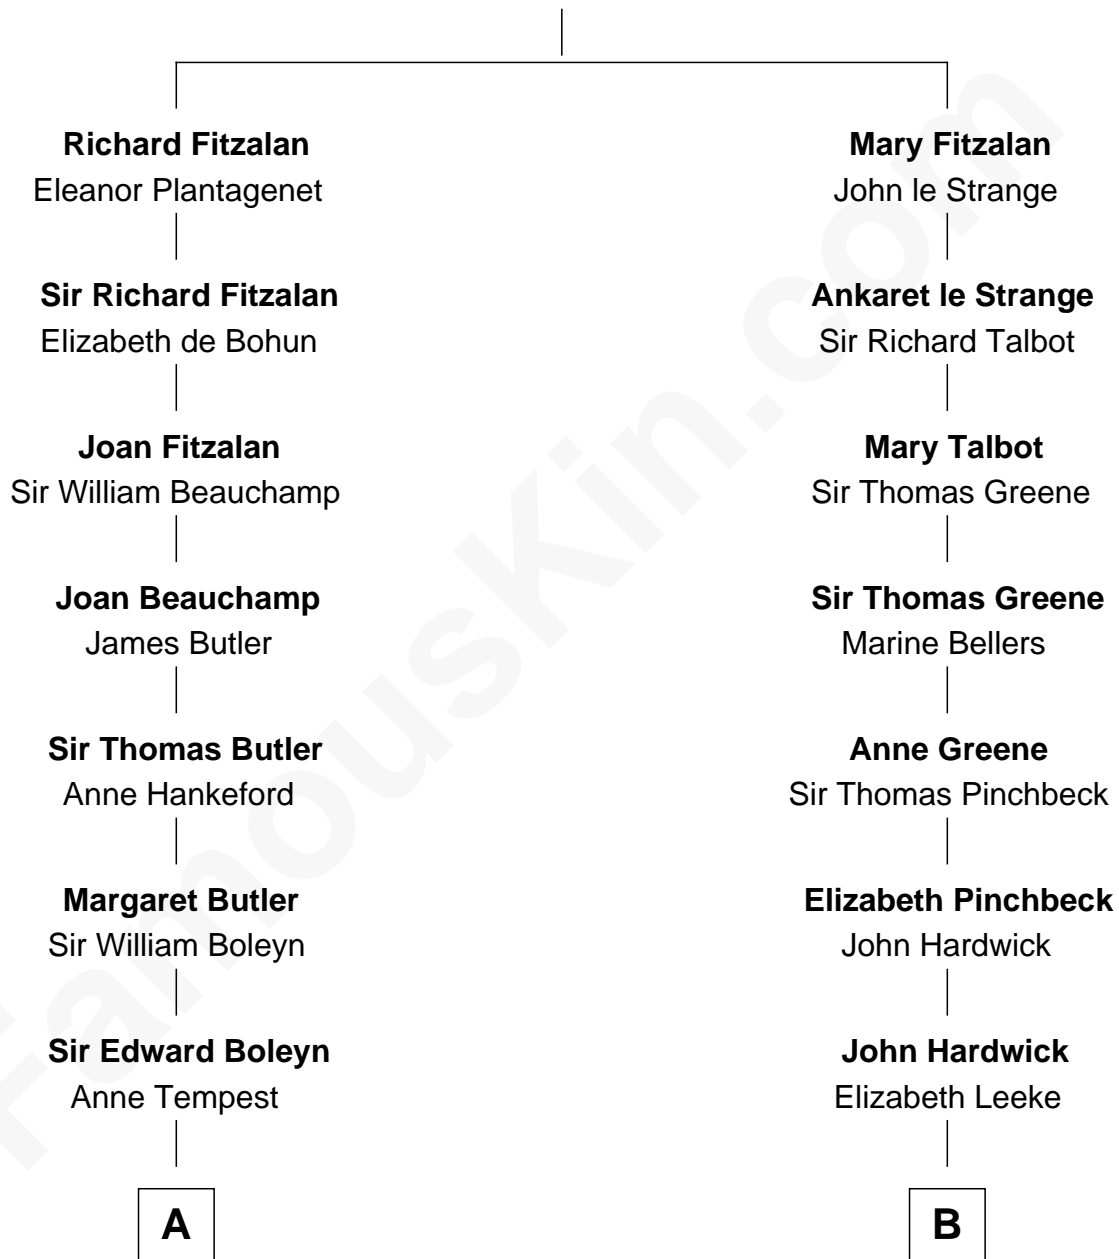 Richard Fitzalan
Eleanor Plantagenet
Mary Fitzalan
John le Strange
Sir Richard Fitzalan
Elizabeth de Bohun
Ankaret le Strange
Sir Richard Talbot
Joan Fitzalan
Sir William Beauchamp
Mary Talbot
Sir Thomas Greene
Joan Beauchamp
James Butler
Sir Thomas Greene
Marine Bellers
Sir Thomas Butler
Anne Hankeford
Anne Greene
Sir Thomas Pinchbeck
Margaret Butler
Sir William Boleyn
Elizabeth Pinchbeck
John Hardwick
Sir Edward Boleyn
Anne Tempest
John Hardwick
Elizabeth Leeke
A
B
FamousKin.com